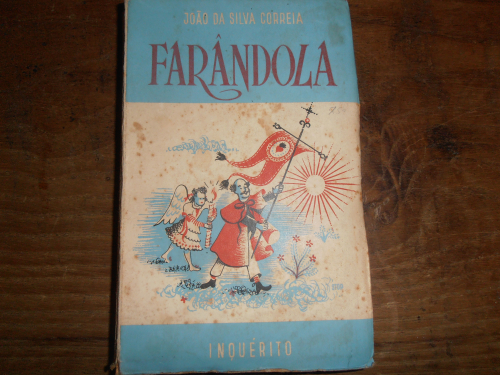 JOÃO DA SILVA CORREIA
FARÂNDOLA
INQUÉRITO